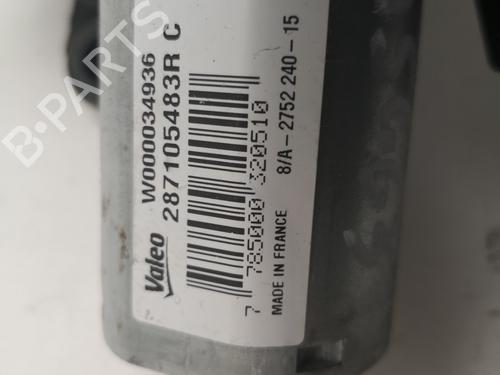 Valeo
W000034936
287105483R C
7 785000 320510
MADE IN FRANCE
8/A - 2752 240 - 15
B-PARTS